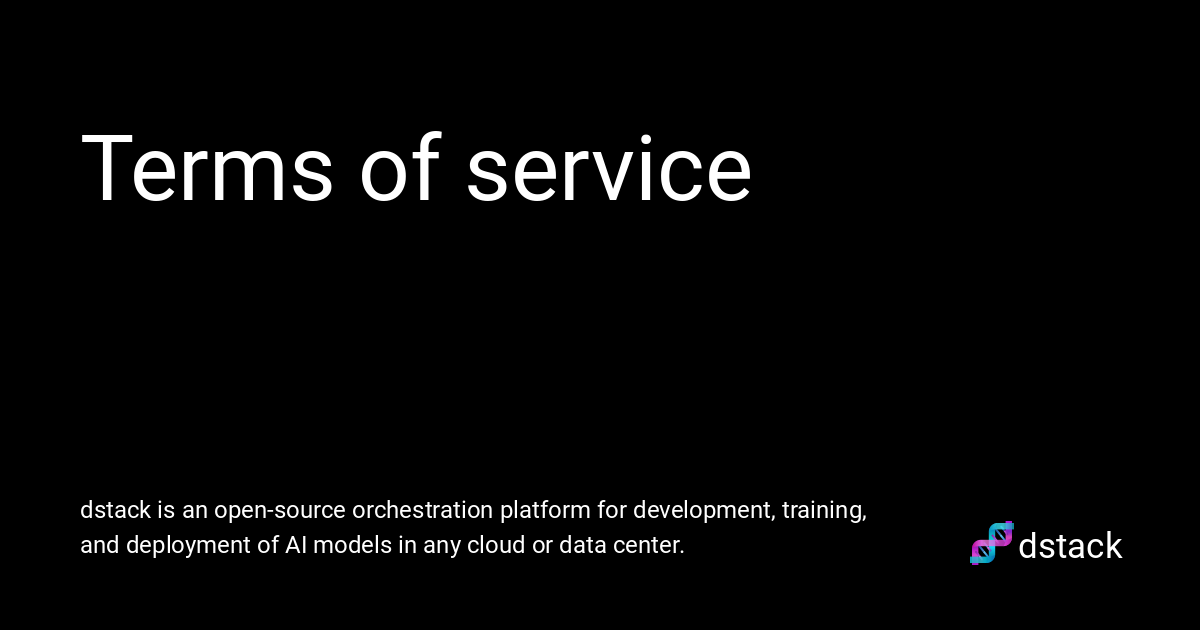 Terms of service
dstack is an open-source orchestration platform for development, training,
and deployment of AI models in any cloud or data center.
dstack